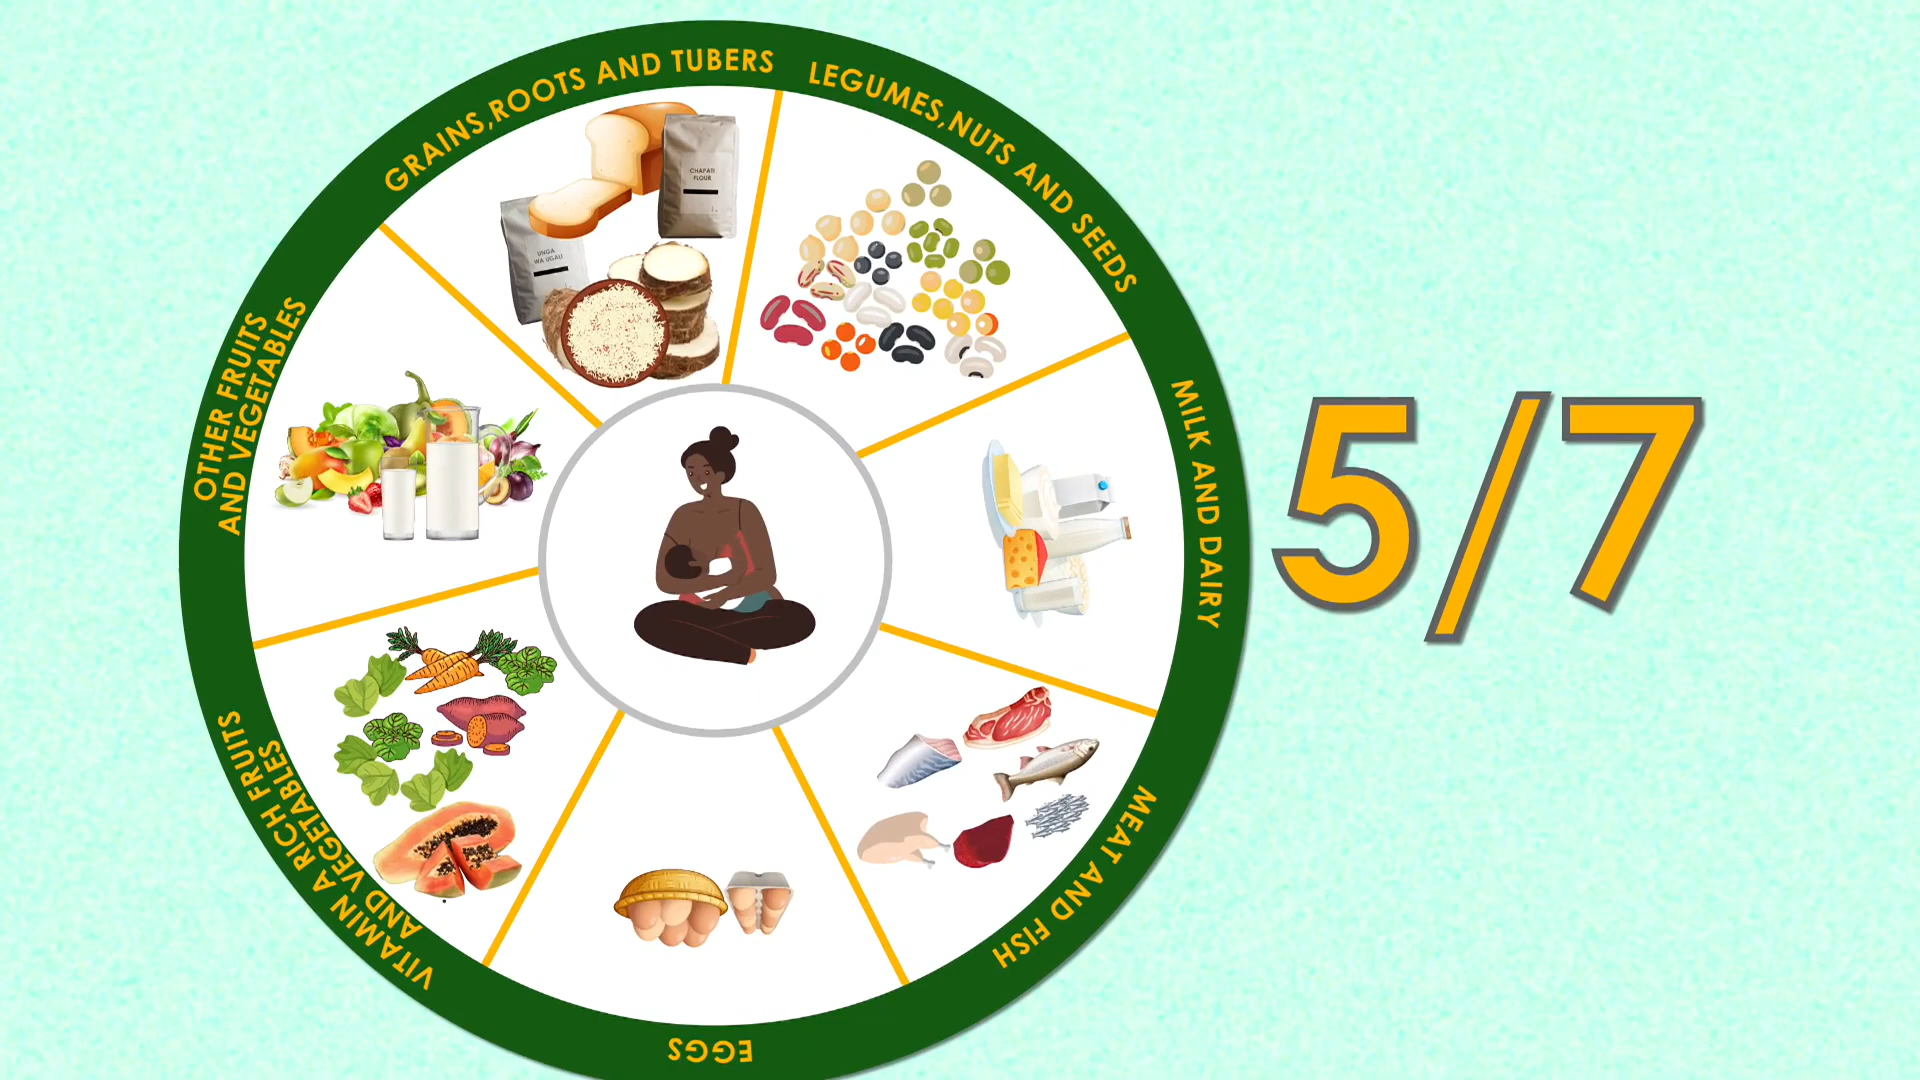 GRAINS, ROOTS AND TUBERS
LEGUMES, NUTS AND SEEDS
MILK AND DAIRY
MEAT AND FISH
EGGS
VITAMIN A RICH FRUITS
AND VEGETABLES
OTHER FRUITS
AND VEGETABLES
CHAPATI
FLOUR
UNGA
WA UGALI
5/7